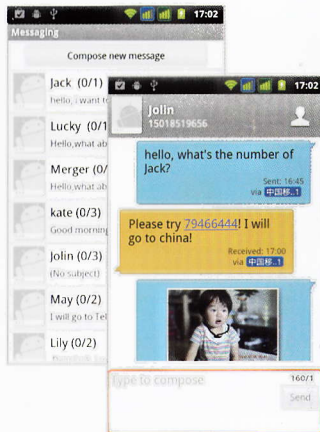 17:02
Messaging
Compose new message
Jack (0/1)
hello, i want t
Lucky (0/1
Hello,what ab
Merger (0/
Hello,what ab
kate (0/3)
Good morning
Jolin (0/3)
(No subject)
May (0/2)
I will go to Tel
Lily (0/2)
17:02
Jolin
15018519656
hello, what's the number of
Jack?
Sent: 16:45
via 中国移..1
Please try 79466444! I will
go to china!
Received: 17:00
via 中国移..1
Type to compose
160/1
Send